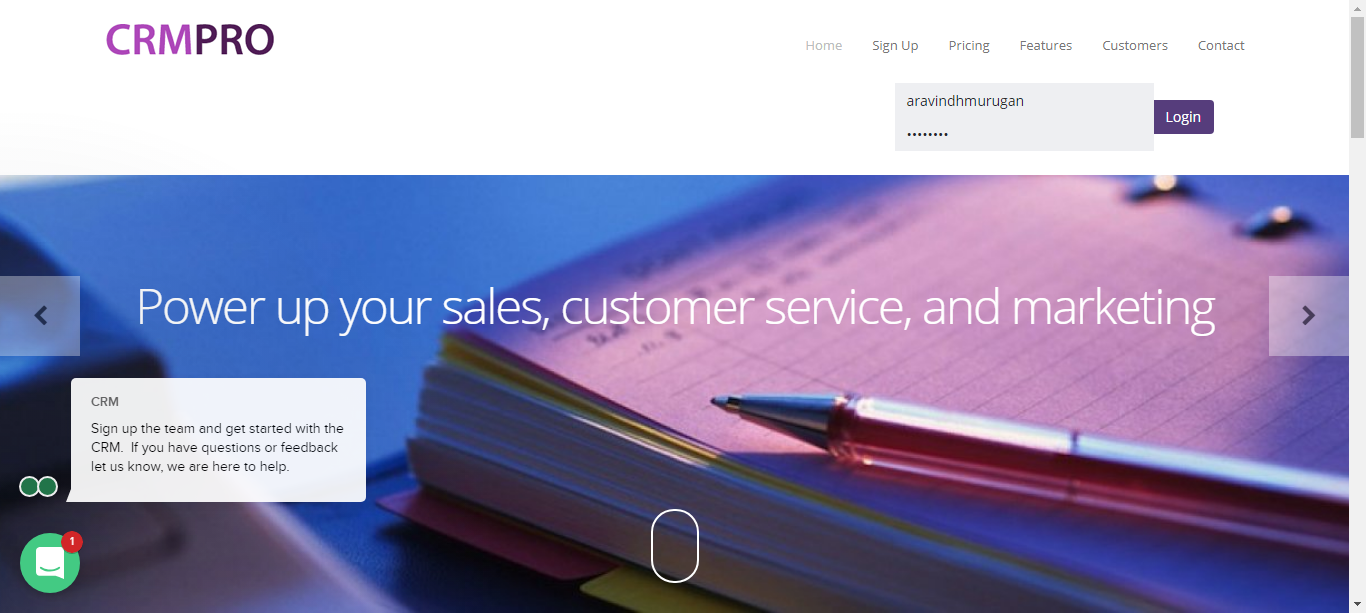 CRMPRO
Home Sign Up Pricing Features Customers Contact
aravindhmurugan
••••••••
Login
Power up your sales, customer service, and marketing
CRM
Sign up the team and get started with the
CRM. If you have questions or feedback
let us know, we are here to help.
1